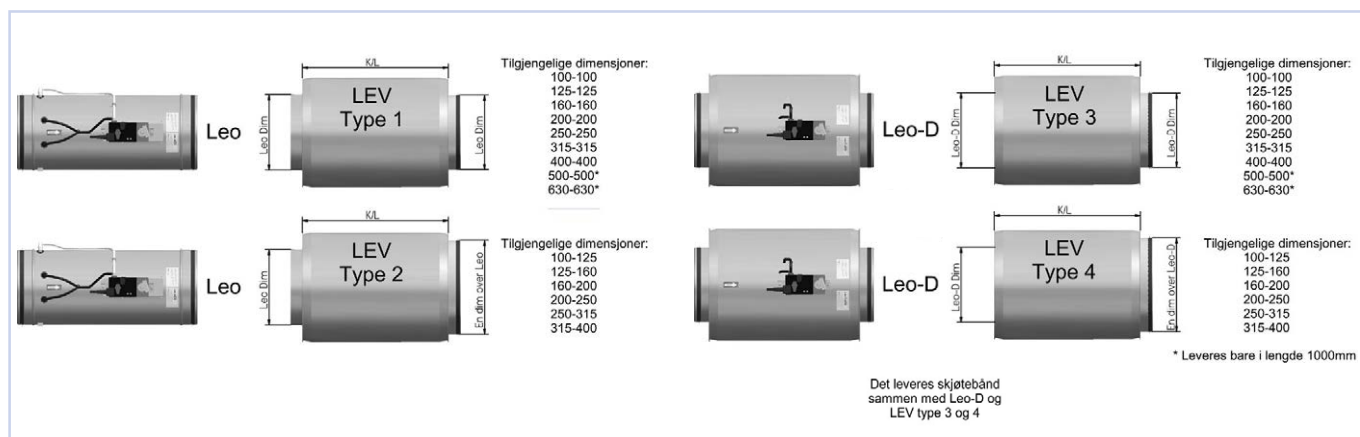 K/L
LEV
Type 1
Leo Dim
Leo Dim
Leo
Tilgjengelige dimensjoner:
100-100
125-125
160-160
200-200
250-250
315-315
400-400
500-500*
630-630*
K/L
LEV
Type 3
Leo-D Dim
Leo-D Dim
Leo-D
Tilgjengelige dimensjoner:
100-100
125-125
160-160
200-200
250-250
315-315
400-400
500-500*
630-630*
K/L
LEV
Type 2
Leo Dim
En dim over Leo
Leo
Tilgjengelige dimensjoner:
100-125
125-160
160-200
200-250
250-315
315-400
K/L
LEV
Type 4
Leo-D Dim
En dim over Leo-D
Leo-D
Tilgjengelige dimensjoner:
100-125
125-160
160-200
200-250
250-315
315-400
* Leveres bare i lengde 1000mm
Det leveres skjøtebånd
sammen med Leo-D og
LEV type 3 og 4